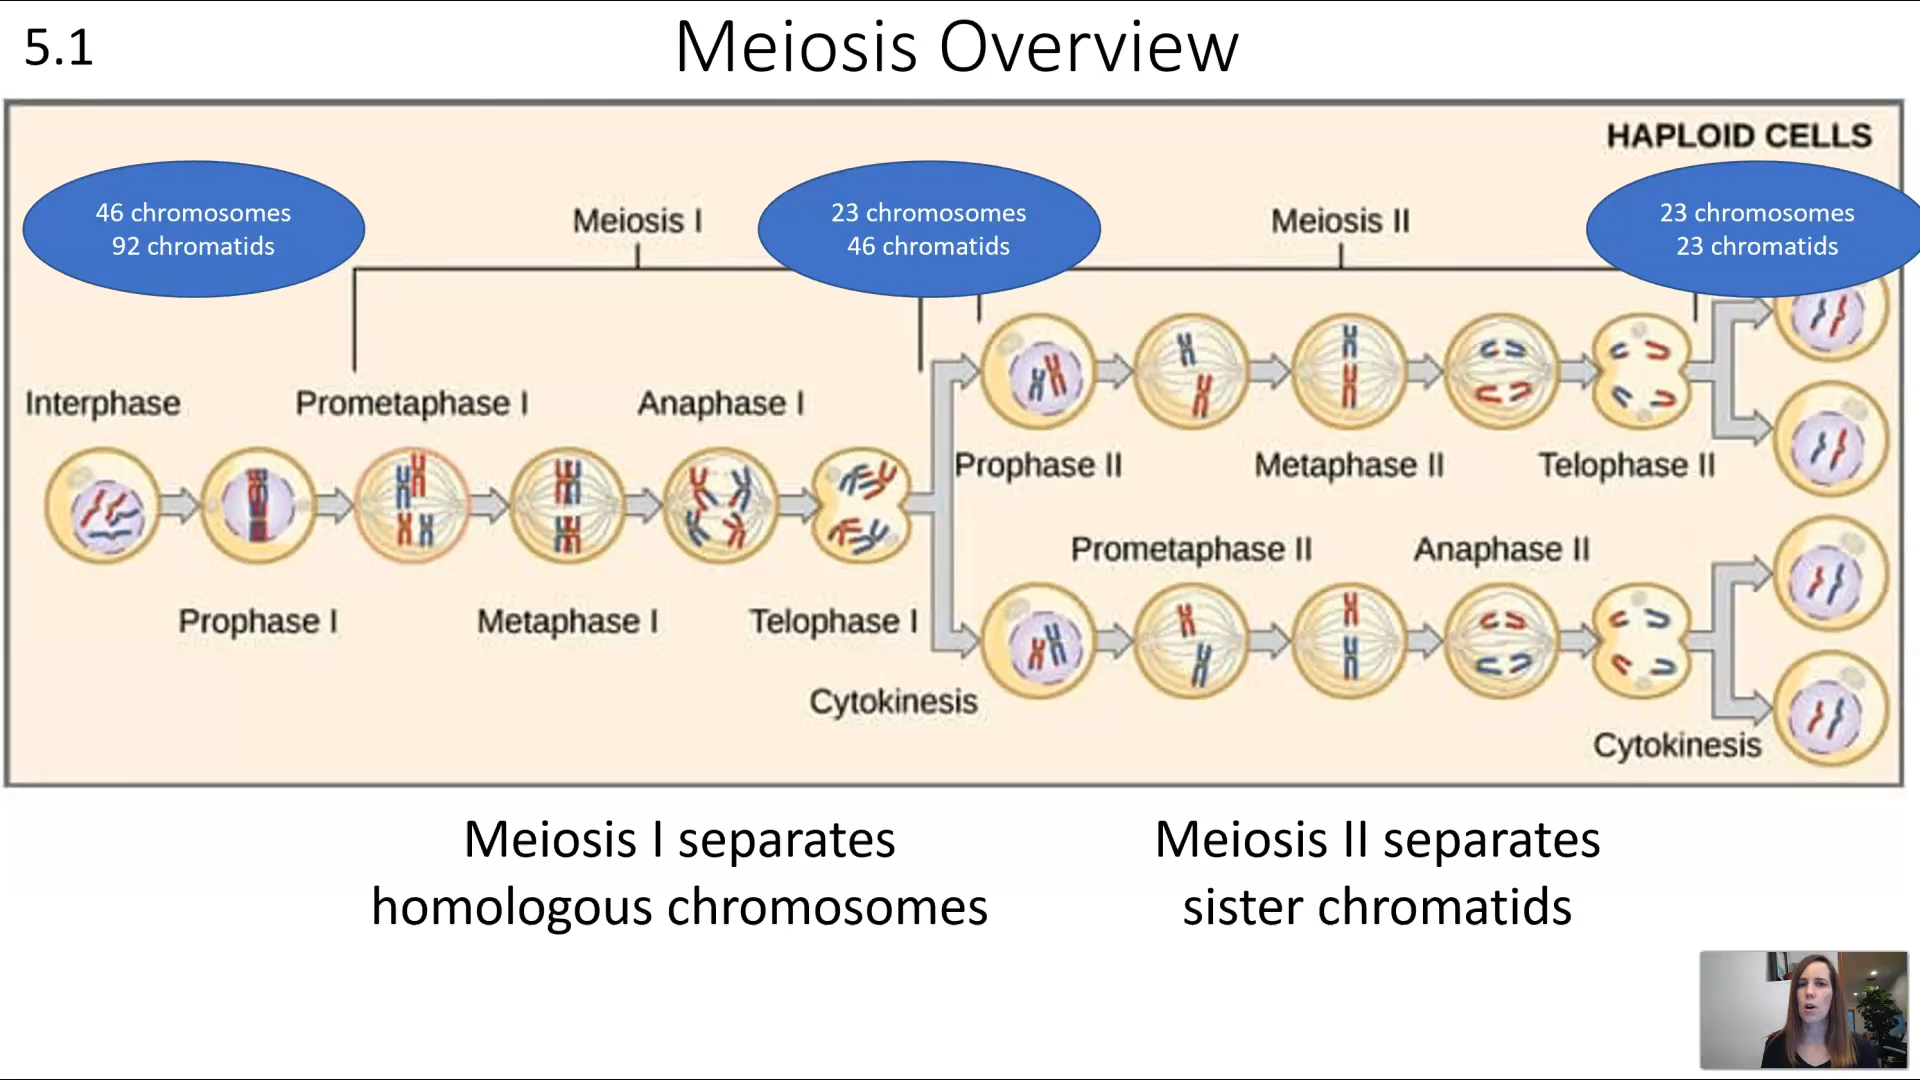 5.1
Meiosis Overview
HAPLOID CELLS
46 chromosomes
92 chromatids
Meiosis I
23 chromosomes
46 chromatids
Meiosis II
23 chromosomes
23 chromatids
Interphase
Prometaphase I
Anaphase I
Prophase II
Metaphase II
Telophase II
Prometaphase II
Anaphase II
Prophase I
Metaphase I
Telophase I
Cytokinesis
Cytokinesis
Meiosis I separates
homologous chromosomes
Meiosis II separates
sister chromatids